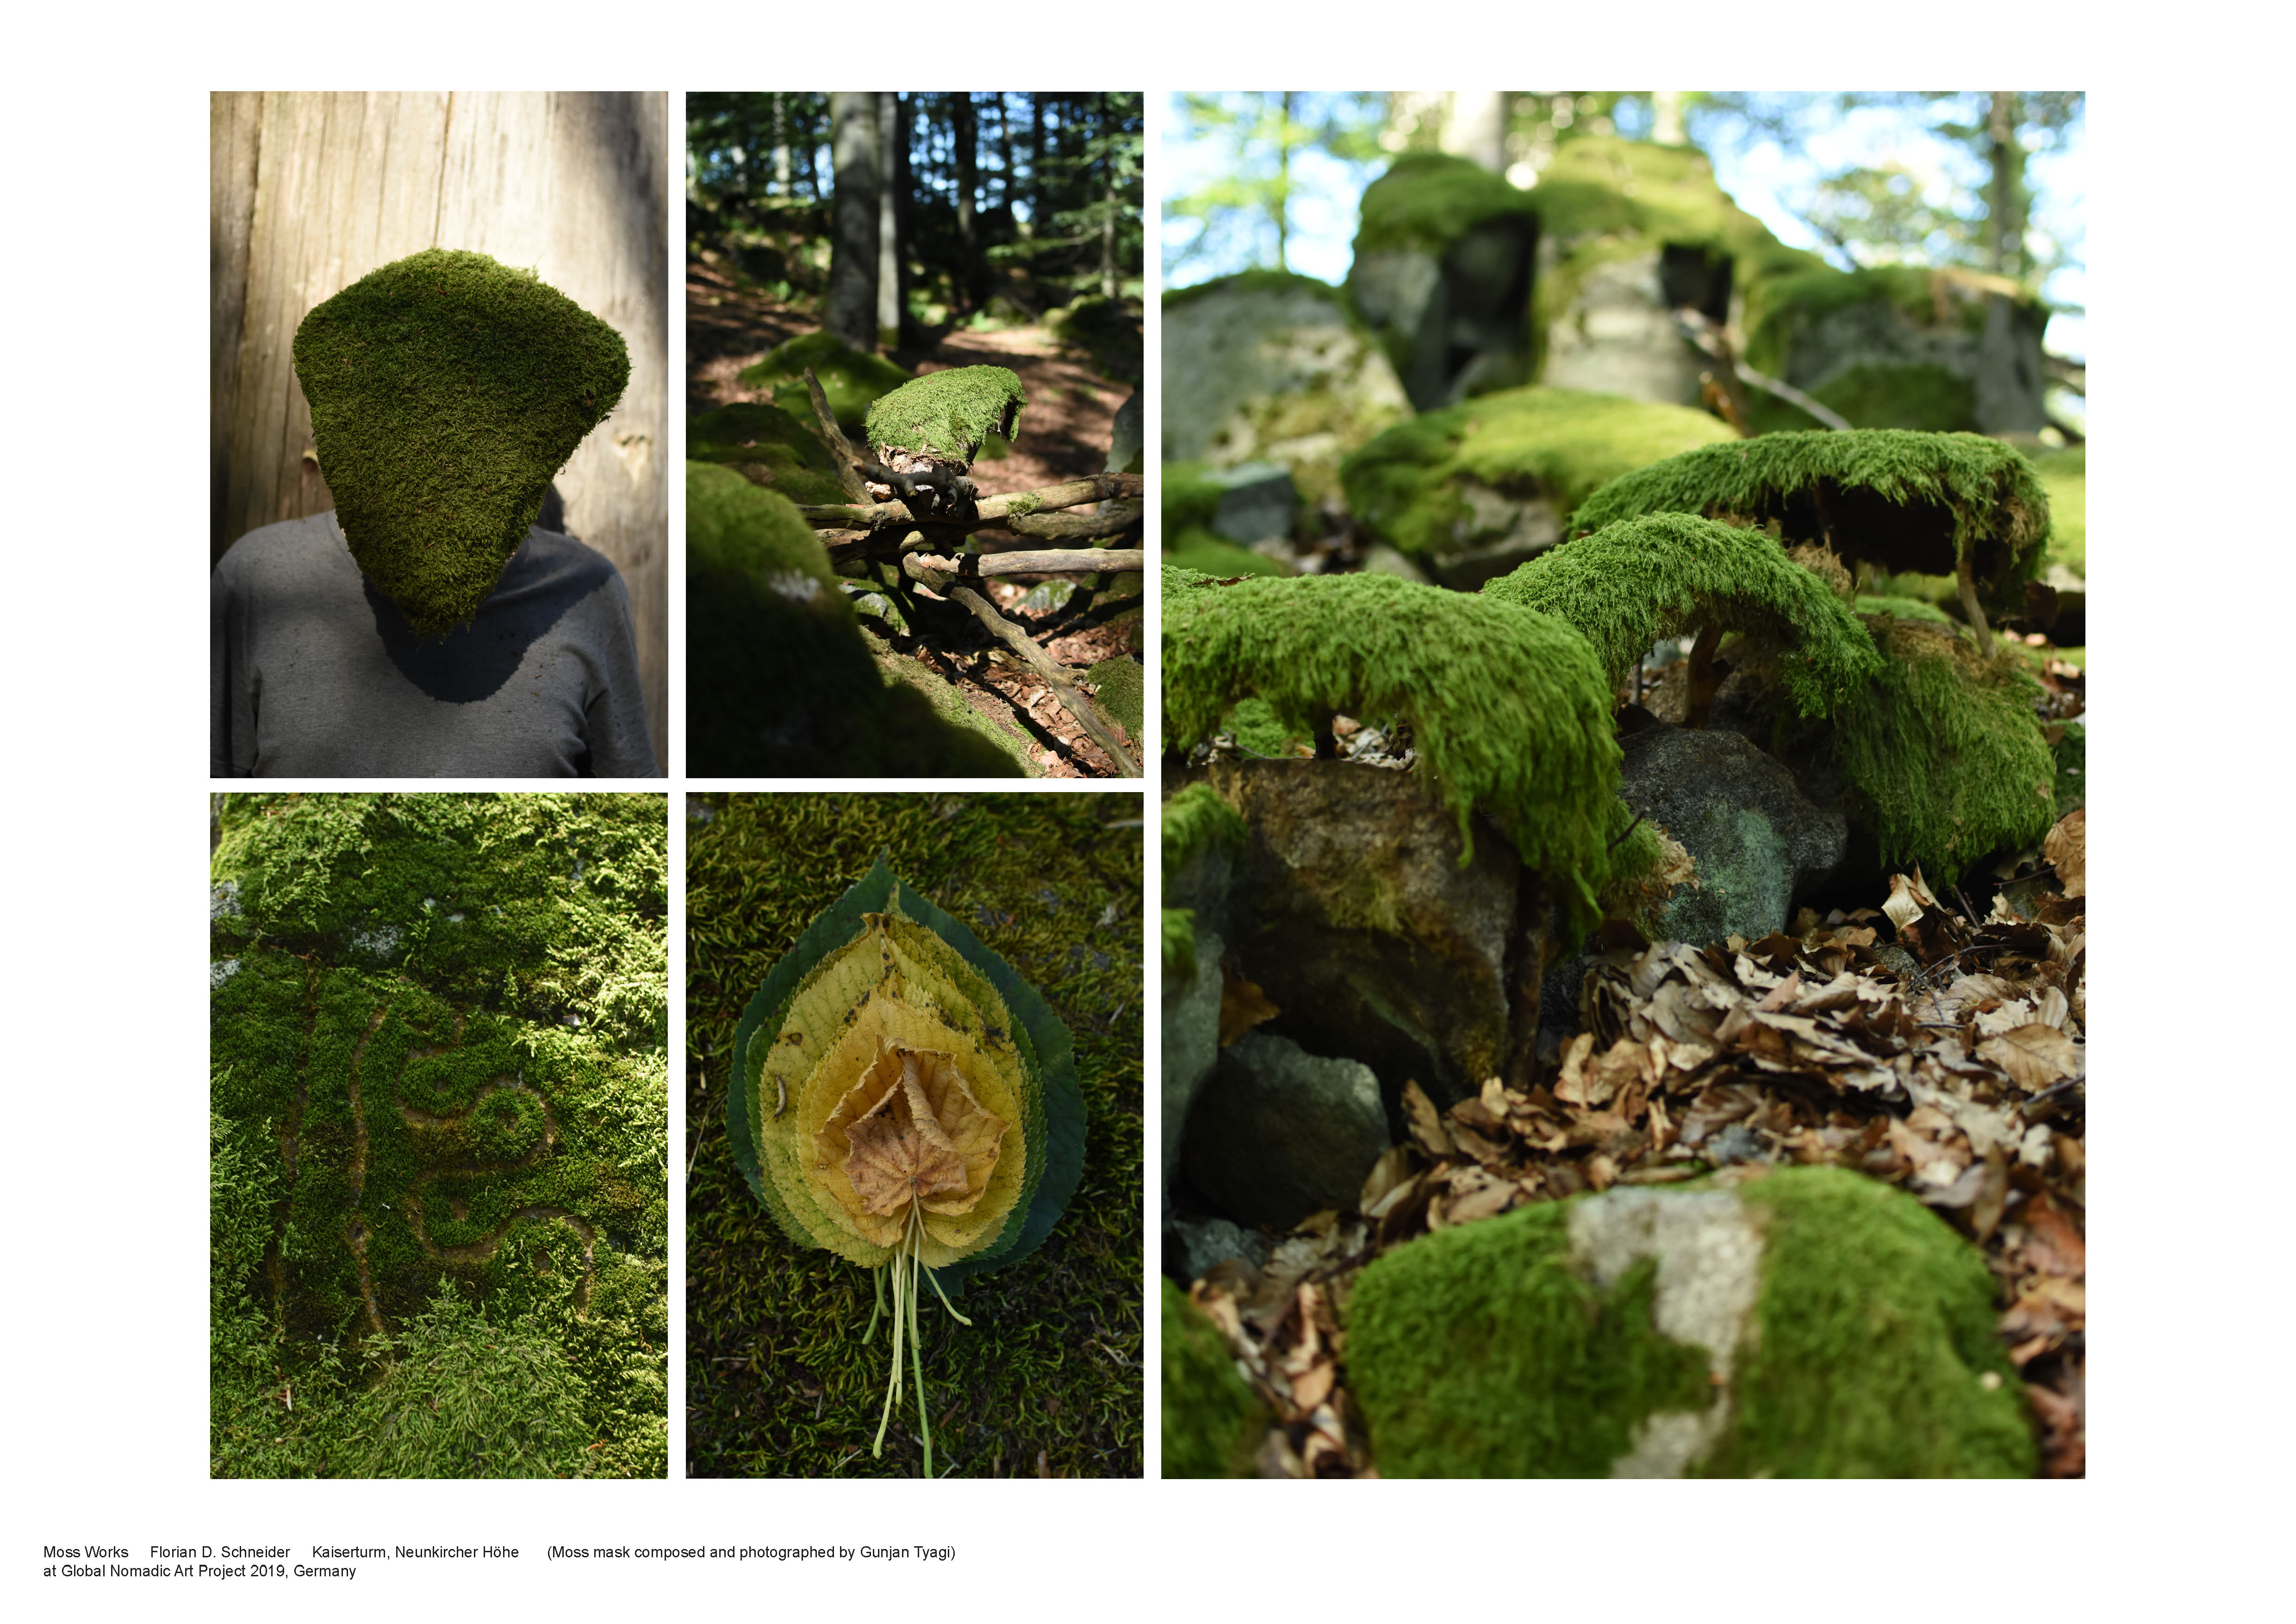 Moss Works Florian D. Schneider Kaiserturm, Neunkircher Höhe (Moss mask composed and photographed by Gunjan Tyagi)
at Global Nomadic Art Project 2019, Germany